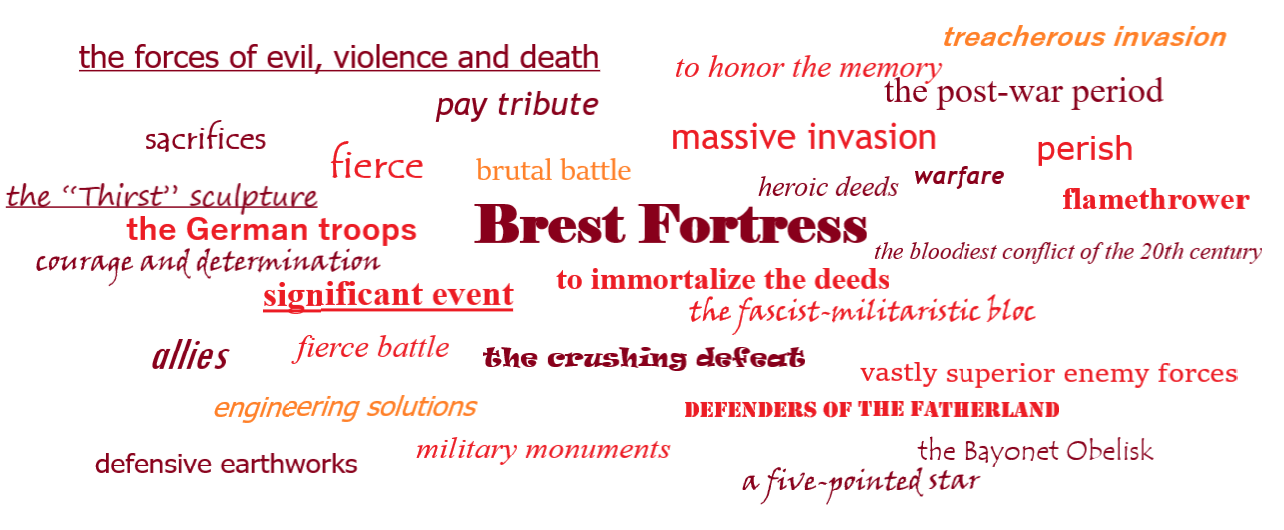 treacherous invasion
the forces of evil, violence and death
to honor the memory
the post-war period
pay tribute
sacrifices
massive invasion
perish
fierce
brutal battle
warfare
heroic deeds
the “Thirst” sculpture
flamethrower
the German troops
Brest Fortress
the bloodiest conflict of the 20th century
courage and determination
to immortalize the deeds
significant event
the fascist-militaristic bloc
allies
fierce battle
the crushing defeat
vastly superior enemy forces
engineering solutions
DEFENDERS OF THE FATHERLAND
military monuments
the Bayonet Obelisk
defensive earthworks
a five-pointed star